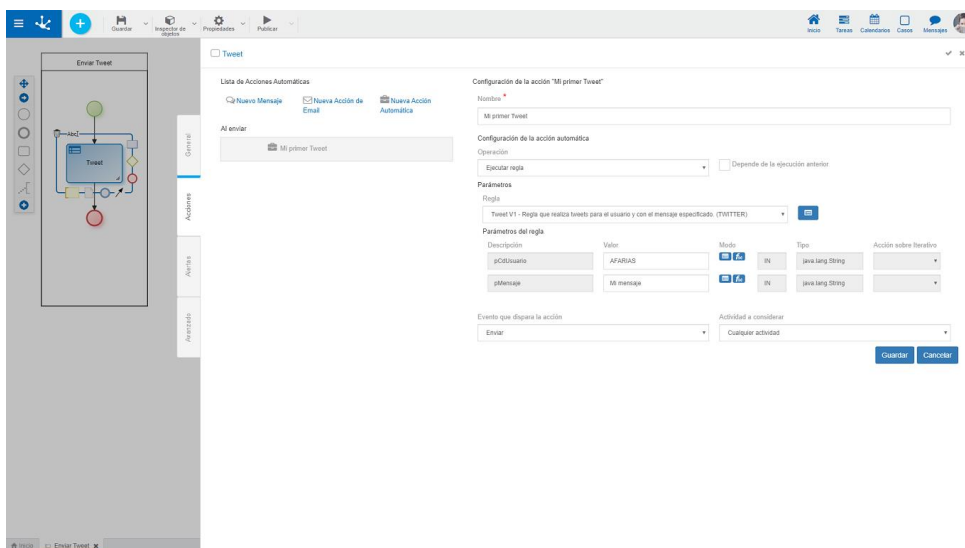 Guardar
Inspector de objetos
Propiedades
Publicar
Inicio
Tareas
Calendarios
Casos
Mensajes
Enviar Tweet
Abc
Tweet
General
Acciones
Alertas
Avanzado
Tweet
Lista de Acciones Automáticas
Nuevo Mensaje
Nueva Acción de Email
Nueva Acción Automática
Al enviar
Mi primer Tweet
Configuración de la acción "Mi primer Tweet"
Nombre *
Mi primer Tweet
Configuración de la acción automática
Operación
Ejecutar regla
Depende de la ejecución anterior
Parámetros
Regla
Tweet V1 - Regla que realiza tweets para el usuario y con el mensaje especificado (TWITTER)
Parámetros del regla
Descripción Valor Modo Tipo Acción sobre Iterativo
pCdUsuario AFARIAS IN java.lang.String
pMensaje Mi mensaje IN java.lang.String
Evento que dispara la acción
Enviar
Actividad a considerar
Cualquier actividad
Guardar Cancelar
Inicio Enviar Tweet